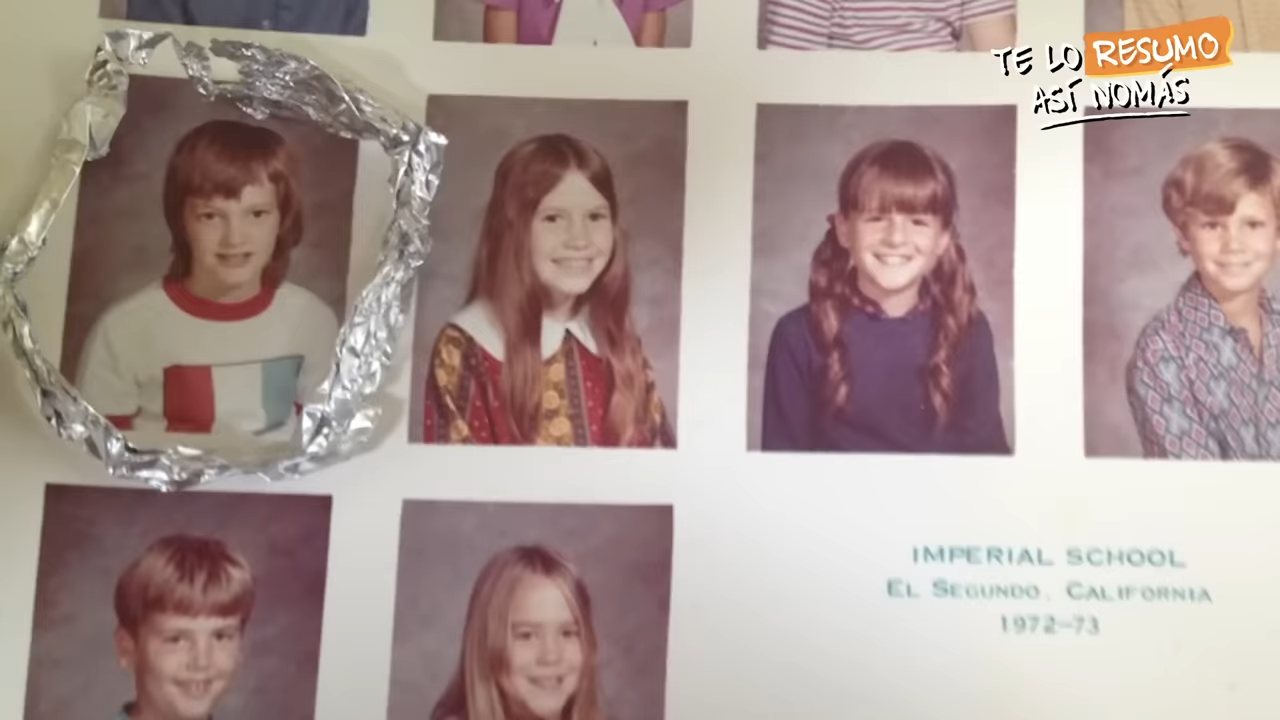 TE LO RESUMO
ASÍ NOMÁS
IMPERIAL SCHOOL
EL SEGUNDO, CALIFORNIA
1972-73